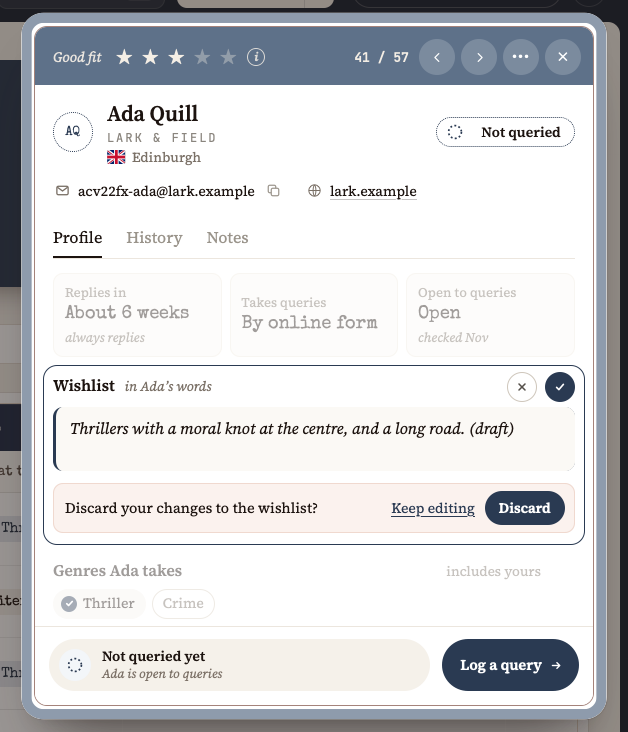 Good fit
41 / 57
AQ
Ada Quill
LARK & FIELD
Edinburgh
Not queried
acv22fx-ada@lark.example
lark.example
Profile History Notes
Replies in
About 6 weeks
always replies
Takes queries
By online form
Open to queries
Open
checked Nov
Wishlist in Ada’s words
Thrillers with a moral knot at the centre, and a long road. (draft)
Discard your changes to the wishlist?
Keep editing
Discard
Genres Ada takes
includes yours
Thriller
Crime
Not queried yet
Ada is open to queries
Log a query →